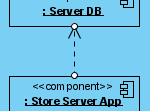 : Server DB
<<component>>
: Store Server App